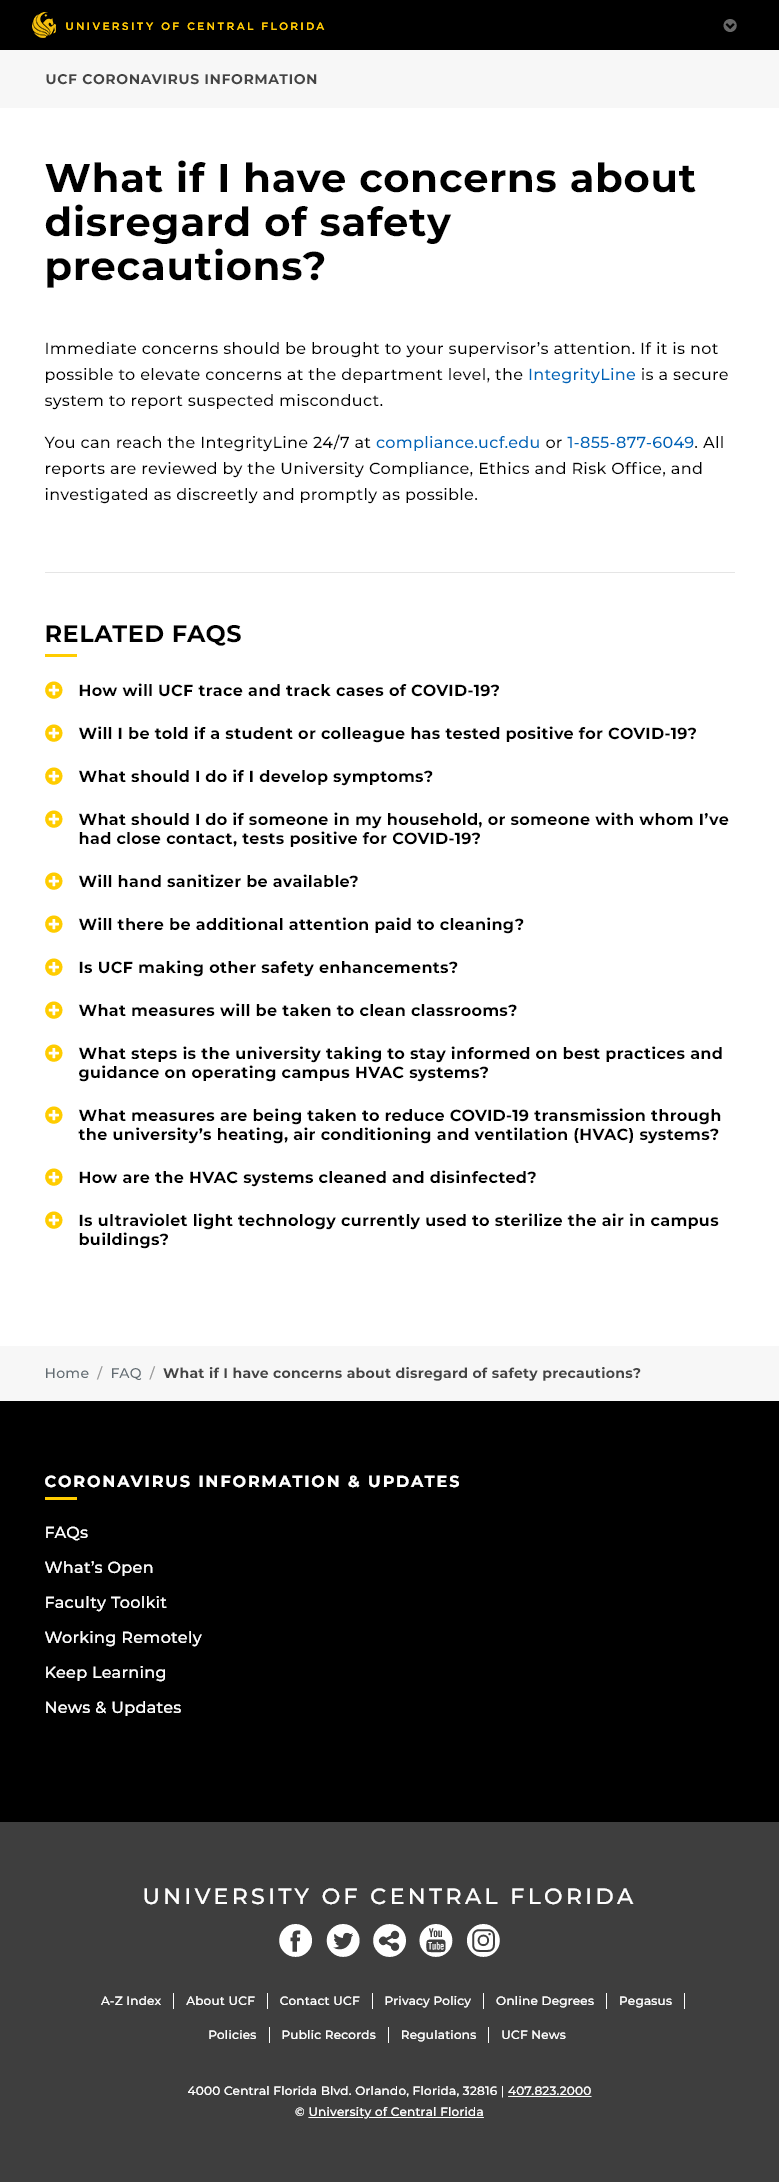 UNIVERSITY OF CENTRAL FLORIDA
UCF CORONAVIRUS INFORMATION
What if I have concerns about
disregard of safety
precautions?
Immediate concerns should be brought to your supervisor’s attention. If it is not
possible to elevate concerns at the department level, the IntegrityLine is a secure
system to report suspected misconduct.
You can reach the IntegrityLine 24/7 at compliance.ucf.edu or 1-855-877-6049. All
reports are reviewed by the University Compliance, Ethics and Risk Office, and
investigated as discreetly and promptly as possible.
RELATED FAQS
How will UCF trace and track cases of COVID-19?
Will I be told if a student or colleague has tested positive for COVID-19?
What should I do if I develop symptoms?
What should I do if someone in my household, or someone with whom I’ve
had close contact, tests positive for COVID-19?
Will hand sanitizer be available?
Will there be additional attention paid to cleaning?
Is UCF making other safety enhancements?
What measures will be taken to clean classrooms?
What steps is the university taking to stay informed on best practices and
guidance on operating campus HVAC systems?
What measures are being taken to reduce COVID-19 transmission through
the university’s heating, air conditioning and ventilation (HVAC) systems?
How are the HVAC systems cleaned and disinfected?
Is ultraviolet light technology currently used to sterilize the air in campus
buildings?
Home / FAQ / What if I have concerns about disregard of safety precautions?
CORONAVIRUS INFORMATION & UPDATES
FAQs
What’s Open
Faculty Toolkit
Working Remotely
Keep Learning
News & Updates
UNIVERSITY OF CENTRAL FLORIDA
You
Tube
A-Z Index | About UCF | Contact UCF | Privacy Policy | Online Degrees | Pegasus |
Policies | Public Records | Regulations | UCF News
4000 Central Florida Blvd. Orlando, Florida, 32816 | 407.823.2000
© University of Central Florida